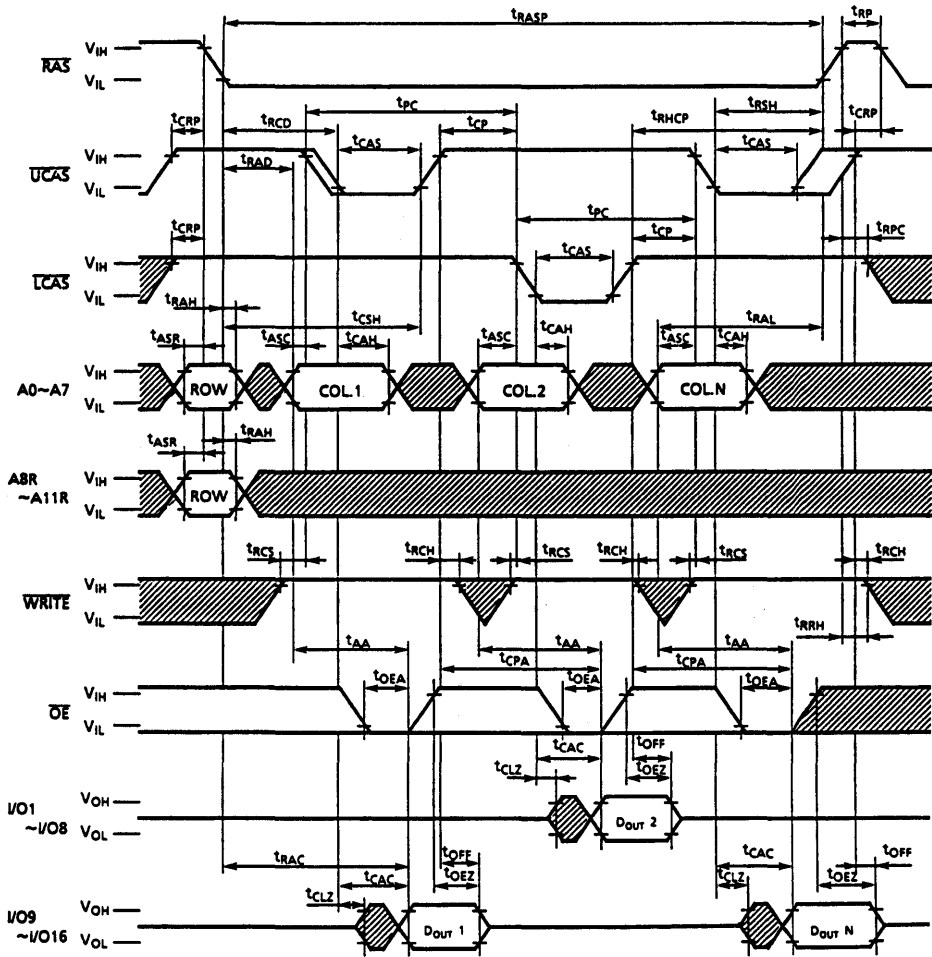 tRASP tRP
VIH
RAS
VIL
tPC tRSH
tCRP tRCD tCP tRHCP tCRP
tCAS tCAS
VIH
tRAD
UCAS
VIL
tPC
tCRP tCP tRPC
tCAS
VIH
LCAS
VIL
tRAH
tCSH tRAL
tASR tASC tCAH tASC tCAH tASC tCAH
VIH
A0~A7 ROW COL.1 COL.2 COL.N
VIL
tASR tRAH
A8R VIH
~A11R ROW
VIL
tRCS tRCH tRCS tRCH tRCS tRCH
VIH
WRITE
VIL
tAA tAA tAA tRRH
tCPA tCPA
tOEA tOEA tOEA
VIH
OE
VIL
tCAC tOFF
tCLZ tOEZ
I/O1 VOH
~I/O8 DOUT 2
VOL
tRAC tOFF tCAC tOFF
tCAC tOEZ tCLZ tOEZ
tCLZ
I/O9 VOH
~I/O16 DOUT 1 DOUT N
VOL